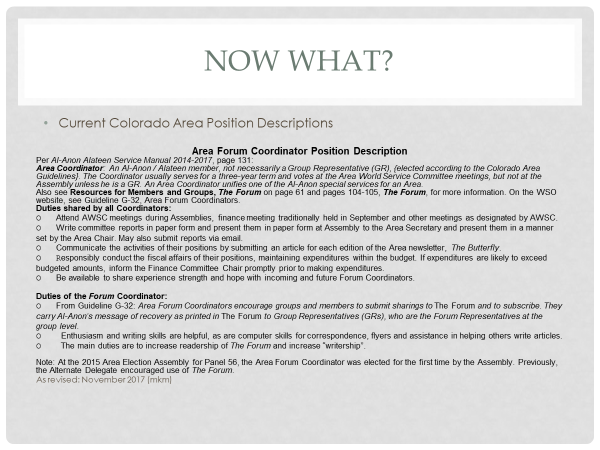 NOW WHAT?
• Current Colorado Area Position Descriptions
Area Forum Coordinator Position Description
Per Al-Anon Alateen Service Manual 2014-2017, page 131:
Area Coordinator: An Al-Anon / Alateen member, not necessarily a Group Representative (GR), {elected according to the Colorado Area
Guidelines}. The Coordinator usually serves for a three-year term and votes at the Area World Service Committee meetings, but not at the
Assembly unless he is a GR. An Area Coordinator unifies one of the Al-Anon special services for an Area.
Also see Resources for Members and Groups, The Forum on page 61 and pages 104-105, The Forum, for more information. On the WSO
website, see Guideline G-32, Area Forum Coordinators.
Duties shared by all Coordinators:
o Attend AWSC meetings during Assemblies, finance meeting traditionally held in September and other meetings as designated by AWSC.
o Write committee reports in paper form and present them in paper form at Assembly to the Area Secretary and present them in a manner
set by the Area Chair. May also submit reports via email.
o Communicate the activities of their positions by submitting an article for each edition of the Area newsletter, The Butterfly.
o Responsibly conduct the fiscal affairs of their positions, maintaining expenditures within the budget. If expenditures are likely to exceed
budgeted amounts, inform the Finance Committee Chair promptly prior to making expenditures.
o Be available to share experience strength and hope with incoming and future Forum Coordinators.
Duties of the Forum Coordinator:
o From Guideline G-32: Area Forum Coordinators encourage groups and members to submit sharings to The Forum and to subscribe. They
carry Al-Anon's message of recovery as printed in The Forum to Group Representatives (GRs), who are the Forum Representatives at the
group level.
o Enthusiasm and writing skills are helpful, as are computer skills for correspondence, flyers and assistance in helping others write articles.
o The main duties are to increase readership of The Forum and increase "writership".
Note: At the 2015 Area Election Assembly for Panel 56, the Area Forum Coordinator was elected for the first time by the Assembly. Previously,
the Alternate Delegate encouraged use of The Forum.
As revised: November 2017 (mkm)